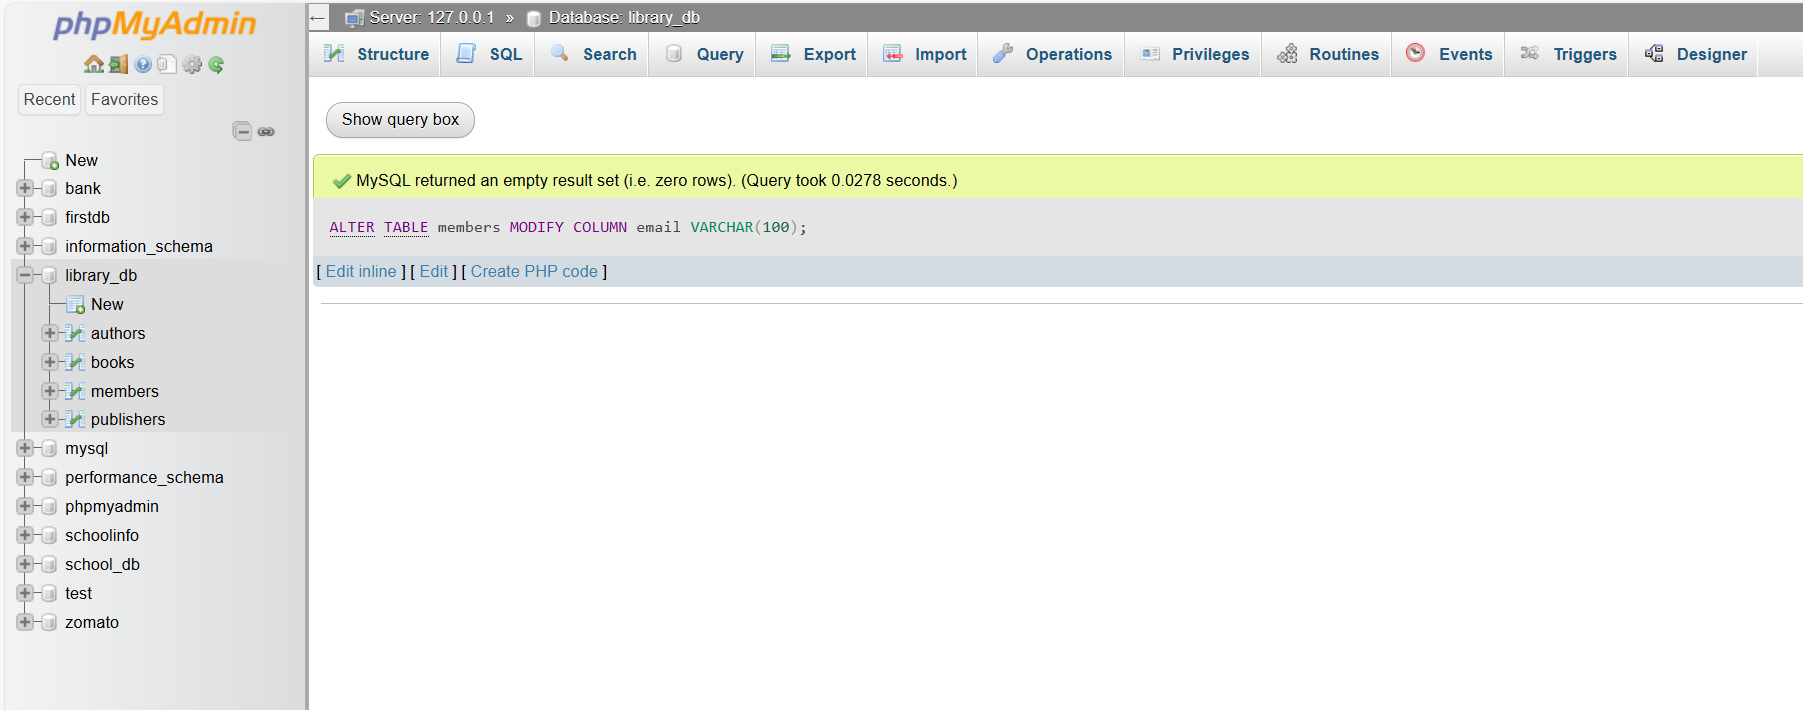 phpMyAdmin
Recent Favorites
New
bank
firstdb
information_schema
library_db
New
authors
books
members
publishers
mysql
performance_schema
phpmyadmin
schoolinfo
school_db
test
zomato
← Server: 127.0.0.1 » Database: library_db
Structure SQL Search Query Export Import Operations Privileges Routines Events Triggers Designer
Show query box
MySQL returned an empty result set (i.e. zero rows). (Query took 0.0278 seconds.)
ALTER TABLE members MODIFY COLUMN email VARCHAR(100);
[ Edit inline ] [ Edit ] [ Create PHP code ]